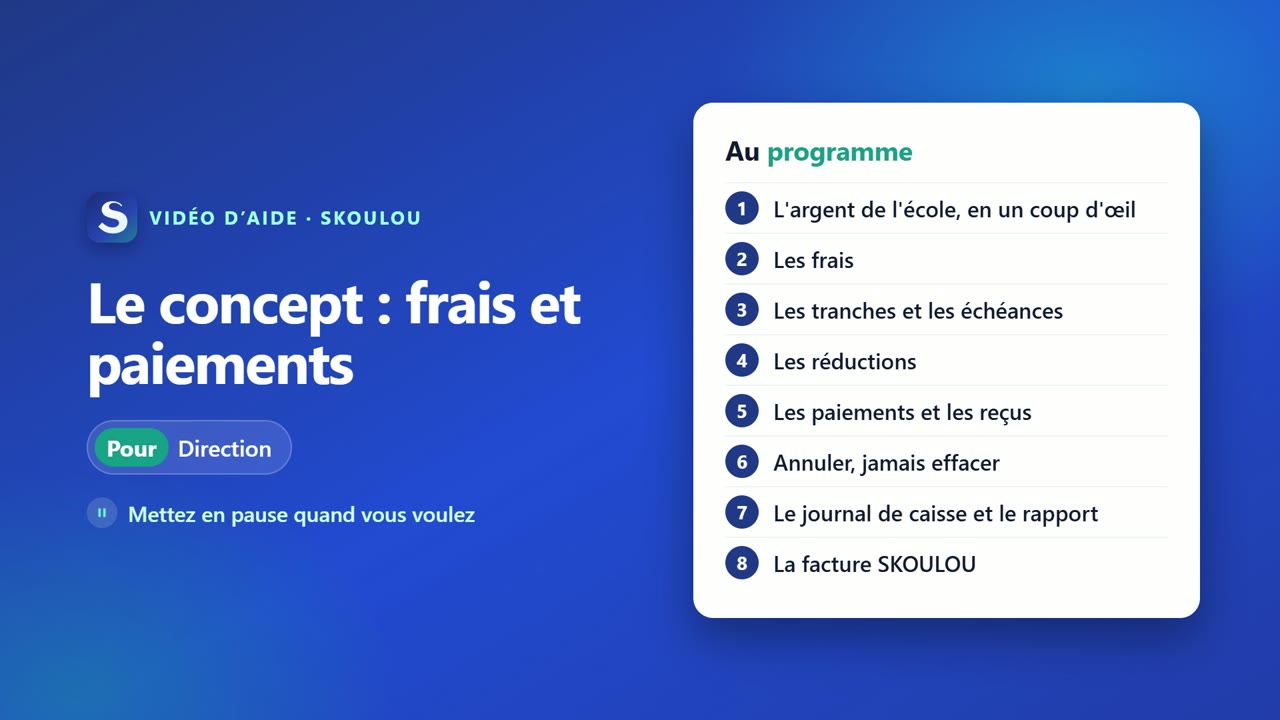 S
VIDÉO D’AIDE · SKOULOU
Le concept : frais et
paiements
Pour Direction
Mettez en pause quand vous voulez
Au programme
1 L'argent de l'école, en un coup d'œil
2 Les frais
3 Les tranches et les échéances
4 Les réductions
5 Les paiements et les reçus
6 Annuler, jamais effacer
7 Le journal de caisse et le rapport
8 La facture SKOULOU